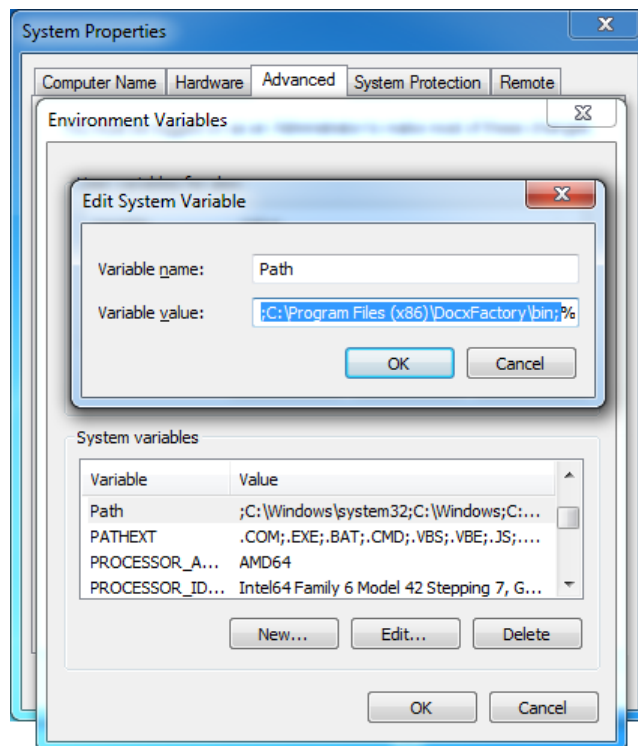 System Properties
Computer Name Hardware Advanced System Protection Remote
Environment Variables
Edit System Variable
Variable name: Path
Variable value: ;C:\Program Files (x86)\DocxFactory\bin;%
OK Cancel
System variables
Variable Value
Path ;C:\Windows\system32;C:\Windows;C:...
PATHEXT .COM;.EXE;.BAT;.CMD;.VBS;.VBE;.JS;....
PROCESSOR_A... AMD64
PROCESSOR_ID... Intel64 Family 6 Model 42 Stepping 7, G...
New... Edit... Delete
OK Cancel